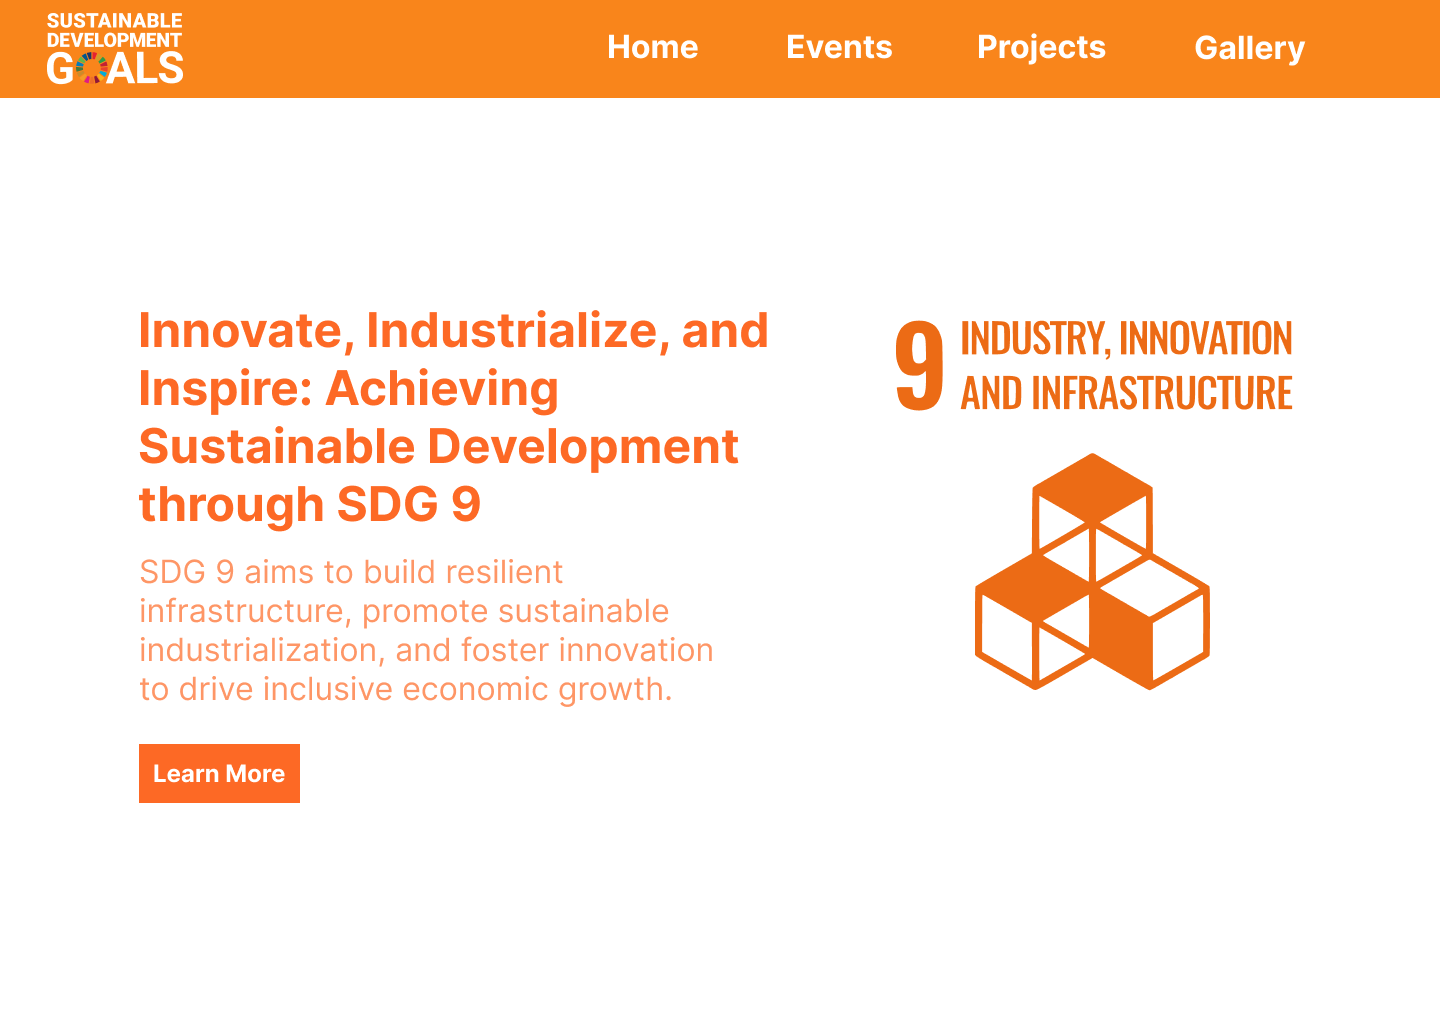 SUSTAINABLE
DEVELOPMENT
GOALS
Home
Events
Projects
Gallery
Innovate, Industrialize, and
Inspire: Achieving
Sustainable Development
through SDG 9
SDG 9 aims to build resilient
infrastructure, promote sustainable
industrialization, and foster innovation
to drive inclusive economic growth.
Learn More
9
INDUSTRY, INNOVATION
AND INFRASTRUCTURE